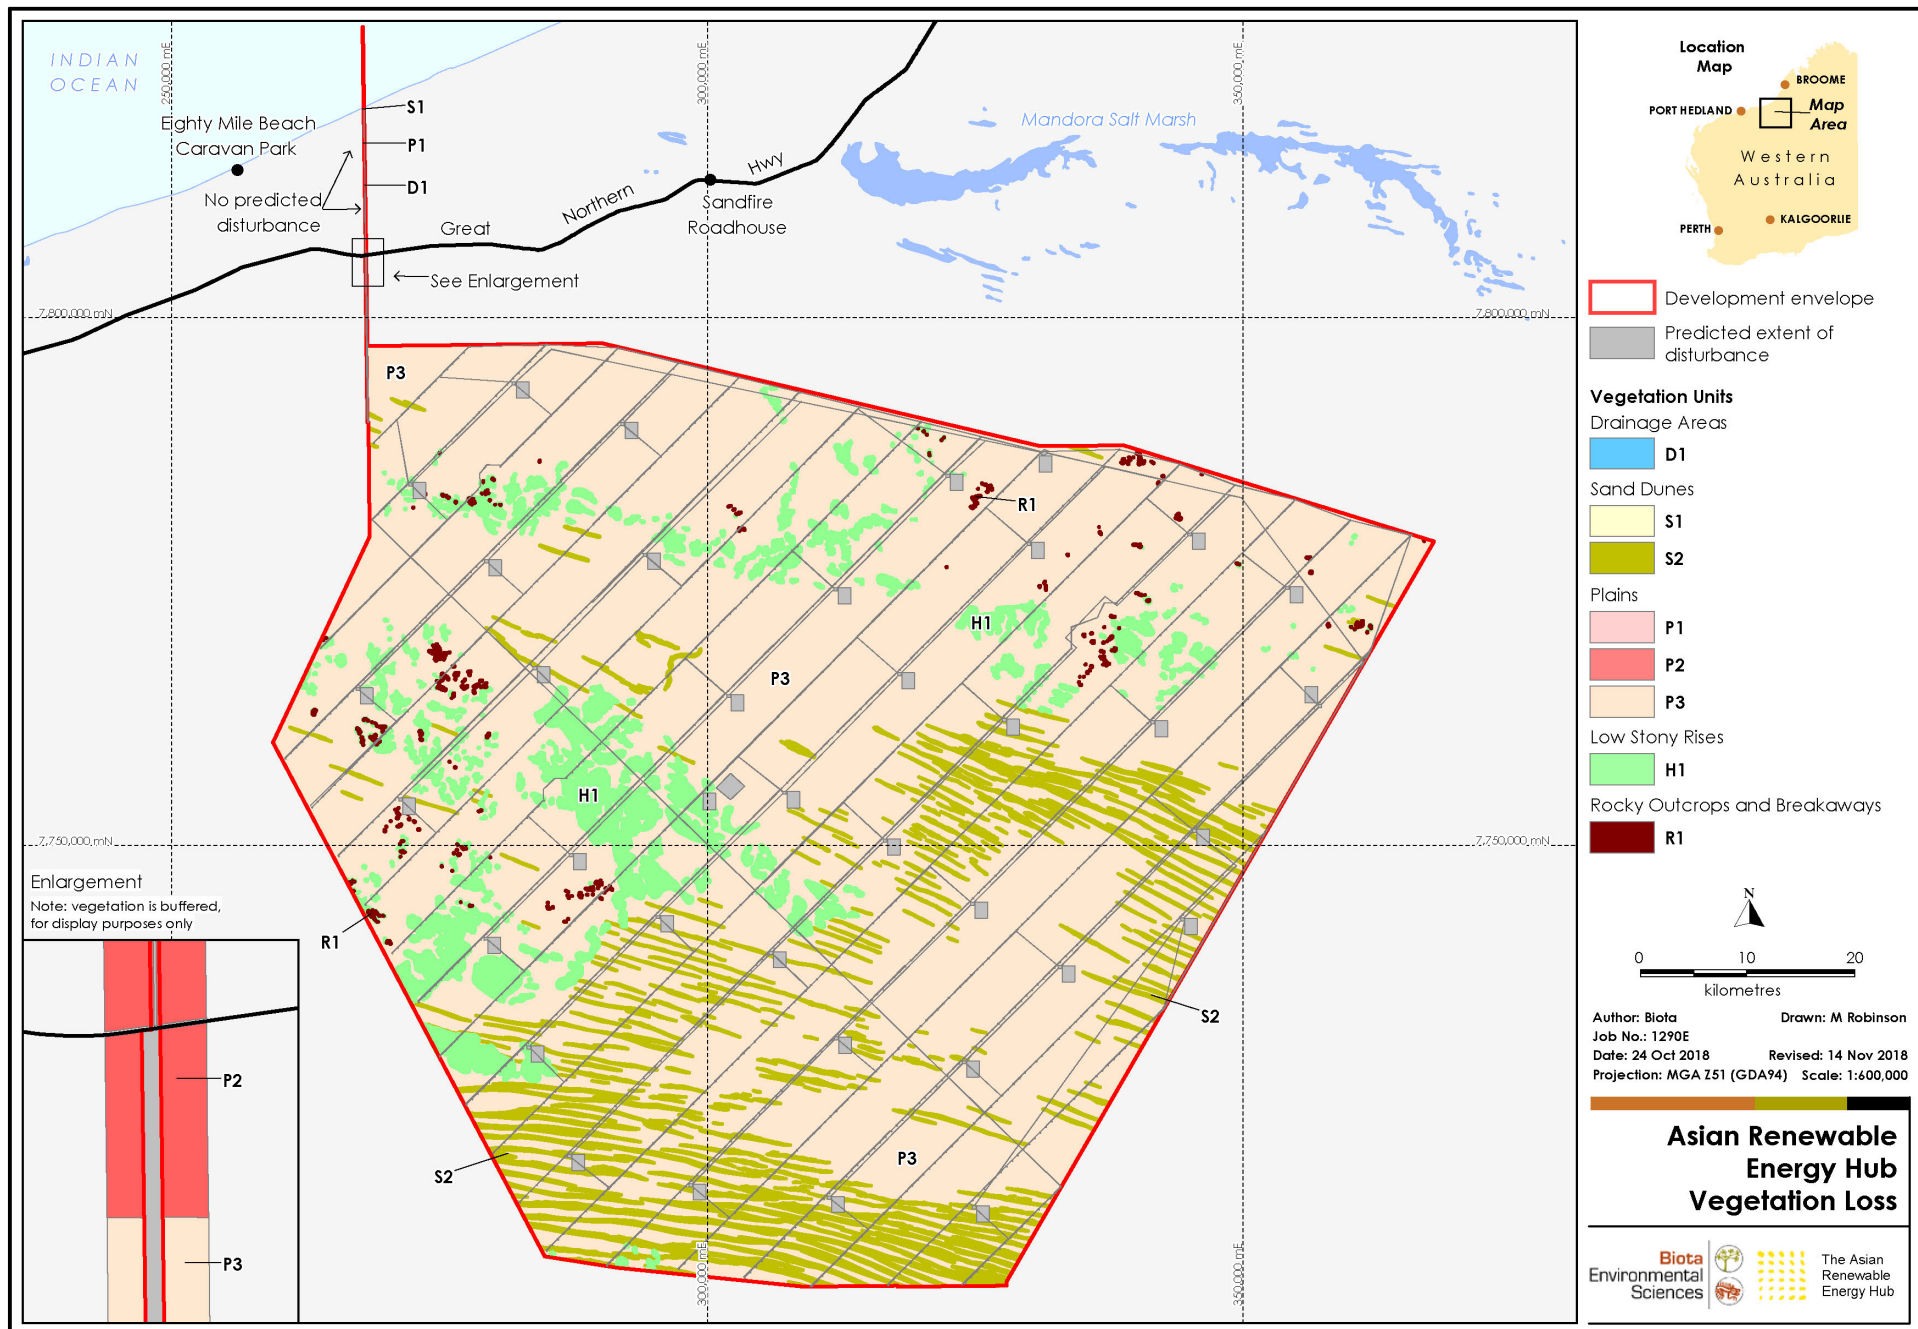 INDIAN
OCEAN
250,000 mE
300,000 mE
350,000 mE
Eighty Mile Beach
Caravan Park
S1
P1
D1
No predicted
disturbance
Great
Northern
Hwy
Sandfire
Roadhouse
Mandora Salt Marsh
See Enlargement
7,800,000 mN
7,800,000 mN
P3
R1
H1
P3
H1
7,750,000 mN
7,750,000 mN
R1
S2
S2
P3
300,000 mE
350,000 mE
Enlargement
Note: vegetation is buffered,
for display purposes only
P2
P3
Location
Map
BROOME
PORT HEDLAND
Map
Area
Western
Australia
KALGOORLIE
PERTH
Development envelope
Predicted extent of
disturbance
Vegetation Units
Drainage Areas
D1
Sand Dunes
S1
S2
Plains
P1
P2
P3
Low Stony Rises
H1
Rocky Outcrops and Breakaways
R1
N
0 10 20
kilometres
Author: Biota Drawn: M Robinson
Job No.: 1290E
Date: 24 Oct 2018 Revised: 14 Nov 2018
Projection: MGA Z51 (GDA94) Scale: 1:600,000
Asian Renewable
Energy Hub
Vegetation Loss
Biota
Environmental
Sciences
The Asian
Renewable
Energy Hub